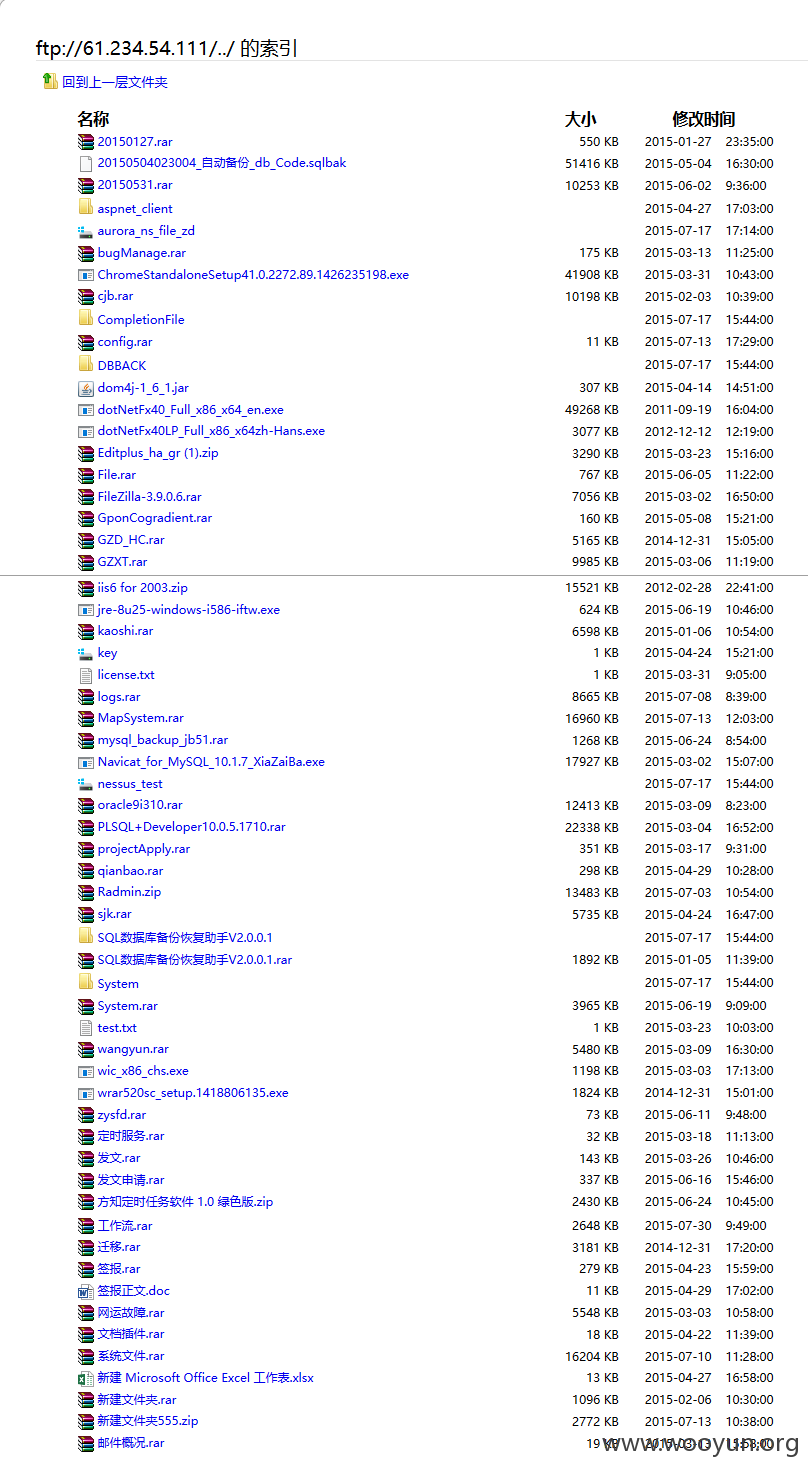 ftp://61.234.54.111/../ 的索引
回到上一层文件夹
名称 大小 修改时间
20150127.rar 550 KB 2015-01-27 23:35:00
20150504023004_自动备份_db_Code.sqlbak 51416 KB 2015-05-04 16:30:00
20150531.rar 10253 KB 2015-06-02 9:36:00
aspnet_client 2015-04-27 17:03:00
aurora_ns_file_zd 2015-07-17 17:14:00
bugManage.rar 175 KB 2015-03-13 11:25:00
ChromeStandaloneSetup41.0.2272.89.1426235198.exe 41908 KB 2015-03-31 10:43:00
cjb.rar 10198 KB 2015-02-03 10:39:00
CompletionFile 2015-07-17 15:44:00
config.rar 11 KB 2015-07-13 17:29:00
DBBACK 2015-07-17 15:44:00
dom4j-1_6_1.jar 307 KB 2015-04-14 14:51:00
dotNetFx40_Full_x86_x64_en.exe 49268 KB 2011-09-19 16:04:00
dotNetFx40LP_Full_x86_x64zh-Hans.exe 3077 KB 2012-12-12 12:19:00
Editplus_ha_gr (1).zip 3290 KB 2015-03-23 15:16:00
File.rar 767 KB 2015-06-05 11:22:00
FileZilla-3.9.0.6.rar 7056 KB 2015-03-02 16:50:00
GponCogradient.rar 160 KB 2015-05-08 15:21:00
GZD_HC.rar 5165 KB 2014-12-31 15:05:00
GZXT.rar 9985 KB 2015-03-06 11:19:00
iis6 for 2003.zip 15521 KB 2012-02-28 22:41:00
jre-8u25-windows-i586-iftw.exe 624 KB 2015-06-19 10:46:00
kaoshi.rar 6598 KB 2015-01-06 10:54:00
key 1 KB 2015-04-24 15:21:00
license.txt 1 KB 2015-03-31 9:05:00
logs.rar 8665 KB 2015-07-08 8:39:00
MapSystem.rar 16960 KB 2015-07-13 12:03:00
mysql_backup_jb51.rar 1268 KB 2015-06-24 8:54:00
Navicat_for_MySQL_10.1.7_XiaZaiBa.exe 17927 KB 2015-03-02 15:07:00
nessus_test 2015-07-17 15:44:00
oracle9i310.rar 12413 KB 2015-03-09 8:23:00
PLSQL+Developer10.0.5.1710.rar 22338 KB 2015-03-04 16:52:00
projectApply.rar 351 KB 2015-03-17 9:31:00
qianbao.rar 298 KB 2015-04-29 10:28:00
Radmin.zip 13483 KB 2015-07-03 10:54:00
sjk.rar 5735 KB 2015-04-24 16:47:00
SQL数据库备份恢复助手V2.0.0.1 2015-07-17 15:44:00
SQL数据库备份恢复助手V2.0.0.1.rar 1892 KB 2015-01-05 11:39:00
System 2015-07-17 15:44:00
System.rar 3965 KB 2015-06-19 9:09:00
test.txt 1 KB 2015-03-23 10:03:00
wangyun.rar 5480 KB 2015-03-09 16:30:00
wic_x86_chs.exe 1198 KB 2015-03-03 17:13:00
wrar520sc_setup.1418806135.exe 1824 KB 2014-12-31 15:01:00
zysfd.rar 73 KB 2015-06-11 9:48:00
定时服务.rar 32 KB 2015-03-18 11:13:00
发文.rar 143 KB 2015-03-26 10:46:00
发文申请.rar 337 KB 2015-06-16 15:46:00
方知定时任务软件 1.0 绿色版.zip 2430 KB 2015-06-24 10:45:00
工作流.rar 2648 KB 2015-07-30 9:49:00
迁移.rar 3181 KB 2014-12-31 17:20:00
签报.rar 279 KB 2015-04-23 15:59:00
签报正文.doc 11 KB 2015-04-29 17:02:00
网运故障.rar 5548 KB 2015-03-03 10:58:00
文档插件.rar 18 KB 2015-04-22 11:39:00
系统文件.rar 16204 KB 2015-07-10 11:28:00
新建 Microsoft Office Excel 工作表.xlsx 13 KB 2015-04-27 16:58:00
新建文件夹.rar 1096 KB 2015-02-06 10:30:00
新建文件夹555.zip 2772 KB 2015-07-13 10:38:00
邮件概况.rar 19 KB 2015-03-13 15:58:00
www.wooyun.org